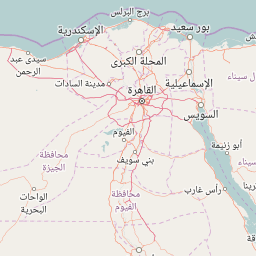 برج البرلس
بور سعيد
الإسكندرية
سيدى عبد
الرحمن
المحلة الكبرى
الإسماعيلية
مدينة السادات
القاهرة
السويس
الفيوم
أبو زنيمة
بني سويف
محافظة
الجيزة
رأس غارب
محافظة
الفيوم
الواحات
البحرية